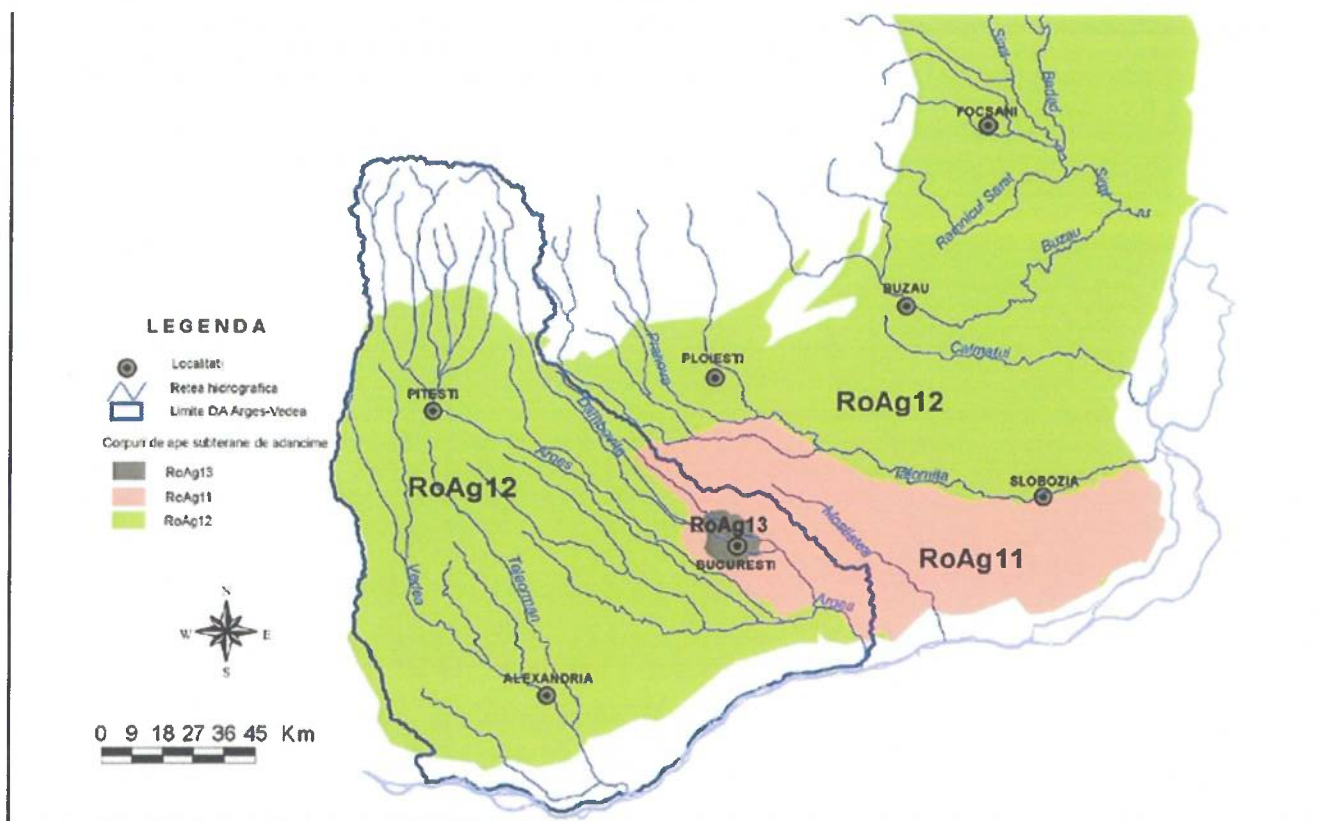 Siret
Barlad
FOCSANI
Ramnicul Sarat
Siret
Buzau
BUZAU
Calmatui
LEGENDA
Localitati
Retea hidrografica
Limite DA Arges-Vedea
Corpuri de ape subterane de adancime
RoAg13
RoAg11
RoAg12
Prahova
PLOIESTI
PITESTI
Dambovita
RoAg12
Arges
RoAg12
Ialomita
SLOBOZIA
RoAg13
BUCURESTI
Mostistea
RoAg11
Vedea
Teleorman
Arges
N
W
E
S
ALEXANDRIA
0 9 18 27 36 45 Km